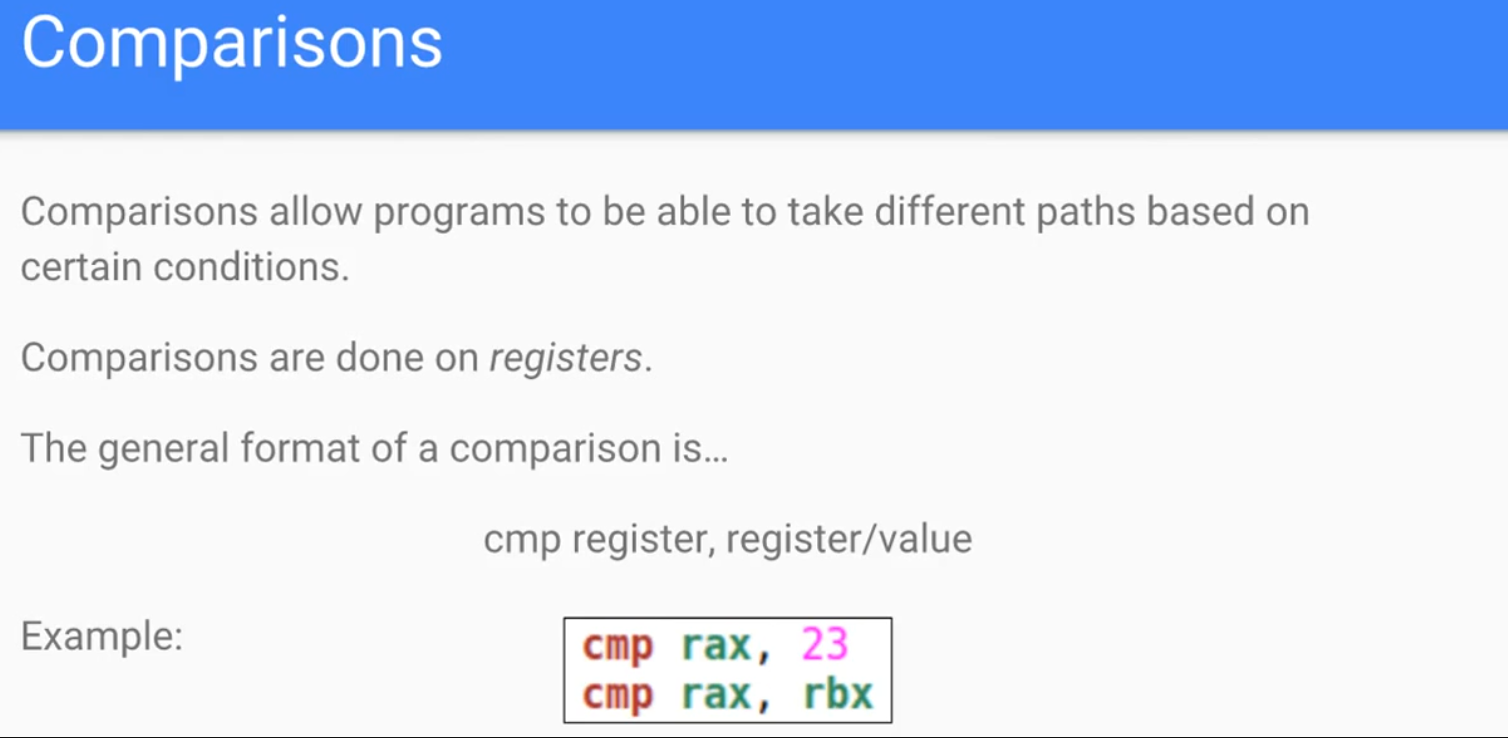 Comparisons
Comparisons allow programs to be able to take different paths based on
certain conditions.
Comparisons are done on registers.
The general format of a comparison is...
cmp register, register/value
Example:
cmp rax, 23
cmp rax, rbx